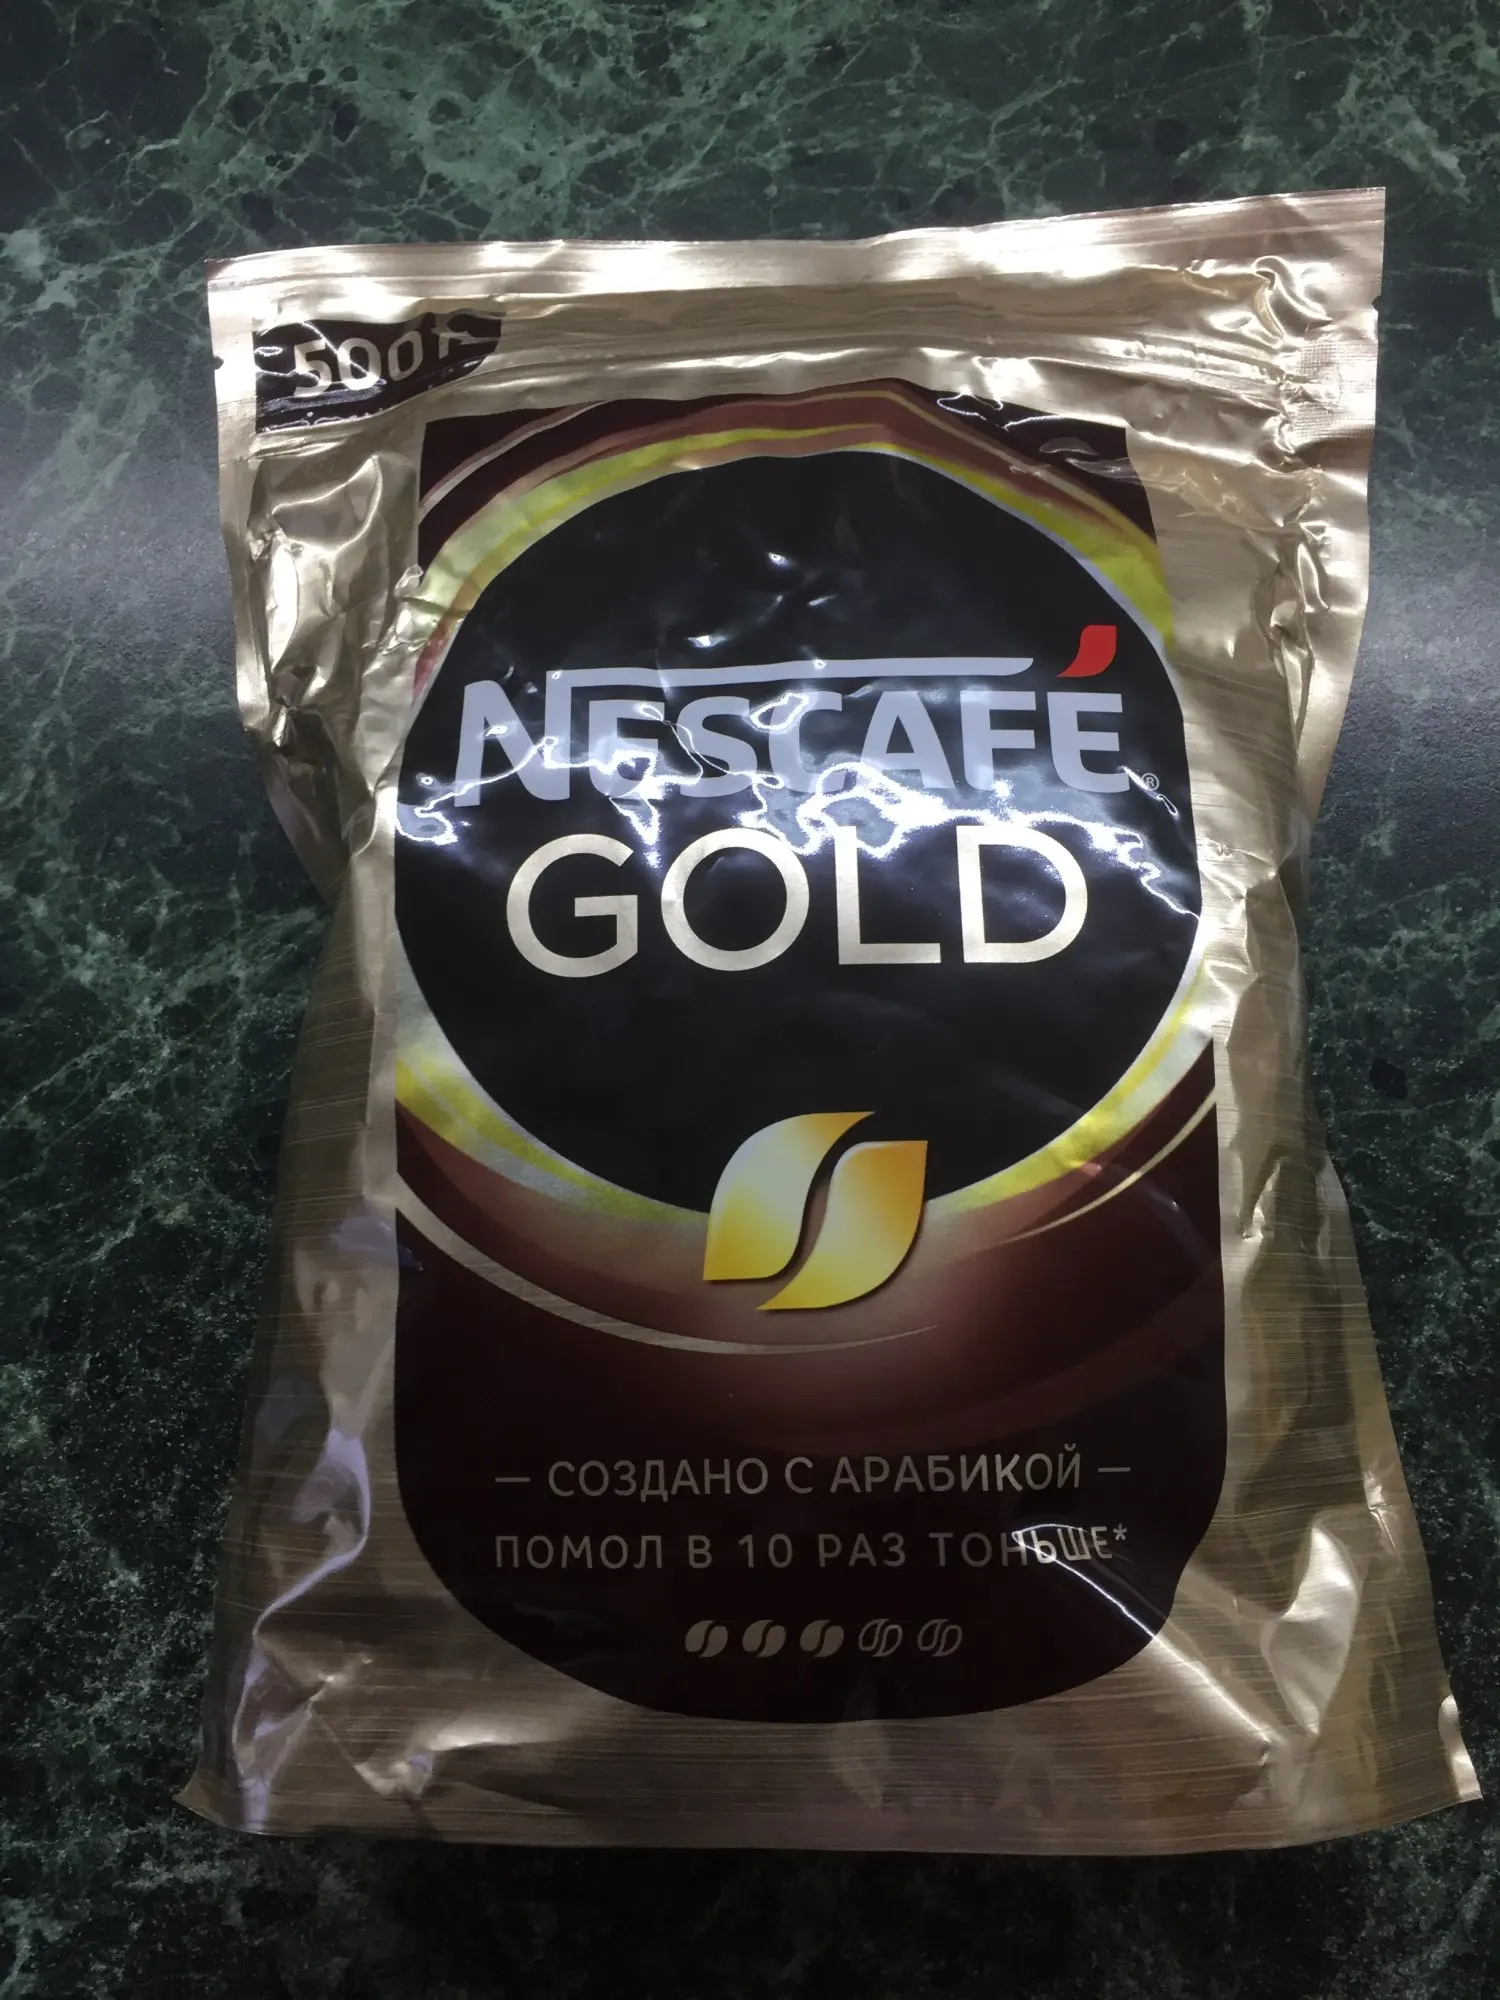 500г
NESCAFÉ®
GOLD
— СОЗДАНО С АРАБИКОЙ —
ПОМОЛ В 10 РАЗ ТОНЬШЕ*